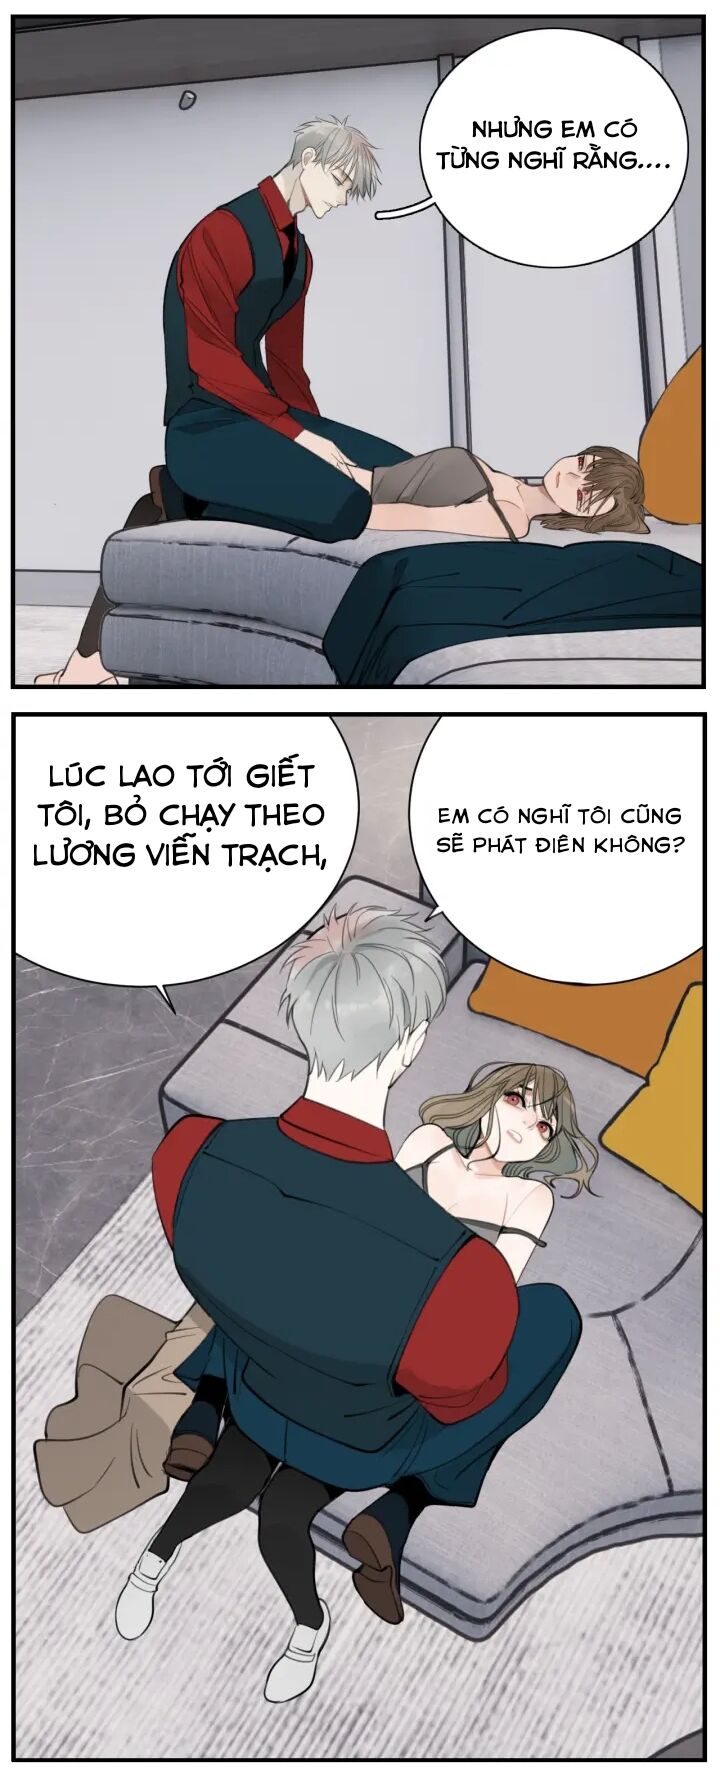 NHƯNG EM CÓ
TỪNG NGHĨ RẰNG....
LÚC LAO TỚI GIẾT
TÔI, BỎ CHẠY THEO
LƯƠNG VIỄN TRẠCH,
EM CÓ NGHĨ TÔI CŨNG
SẼ PHÁT ĐIÊN KHÔNG?